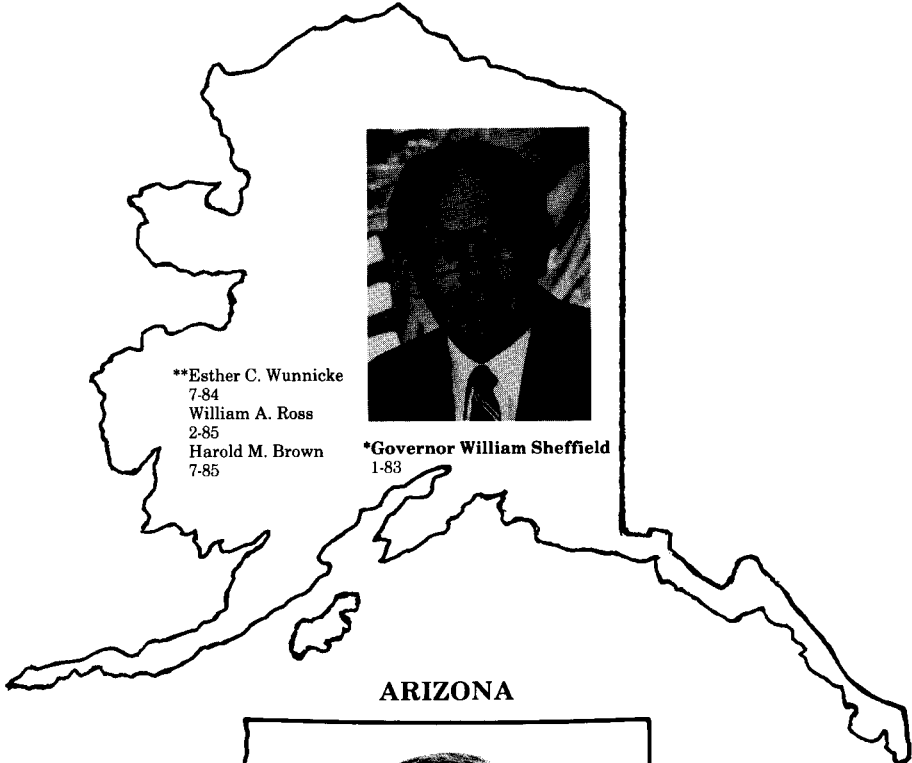 **Esther C. Wunnicke
7-84
William A. Ross
2-85
Harold M. Brown
7-85
*Governor William Sheffield
1-83
ARIZONA